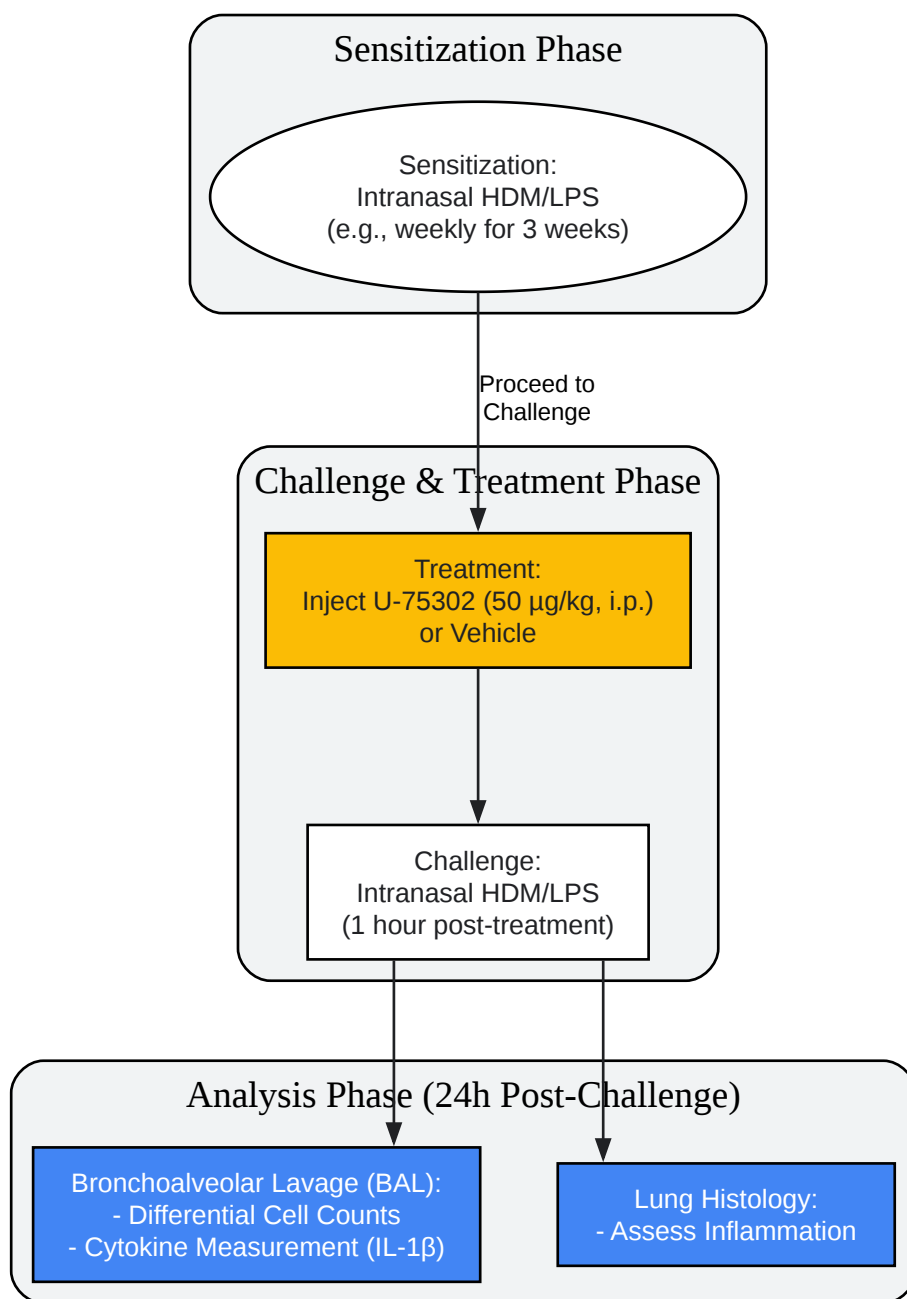 Sensitization Phase
Sensitization:
Intranasal HDM/LPS
(e.g., weekly for 3 weeks)
Proceed to
Challenge
Challenge & Treatment Phase
Treatment:
Inject U-75302 (50 µg/kg, i.p.)
or Vehicle
Challenge:
Intranasal HDM/LPS
(1 hour post-treatment)
Analysis Phase (24h Post-Challenge)
Bronchoalveolar Lavage (BAL):
- Differential Cell Counts
- Cytokine Measurement (IL-1β)
Lung Histology:
- Assess Inflammation